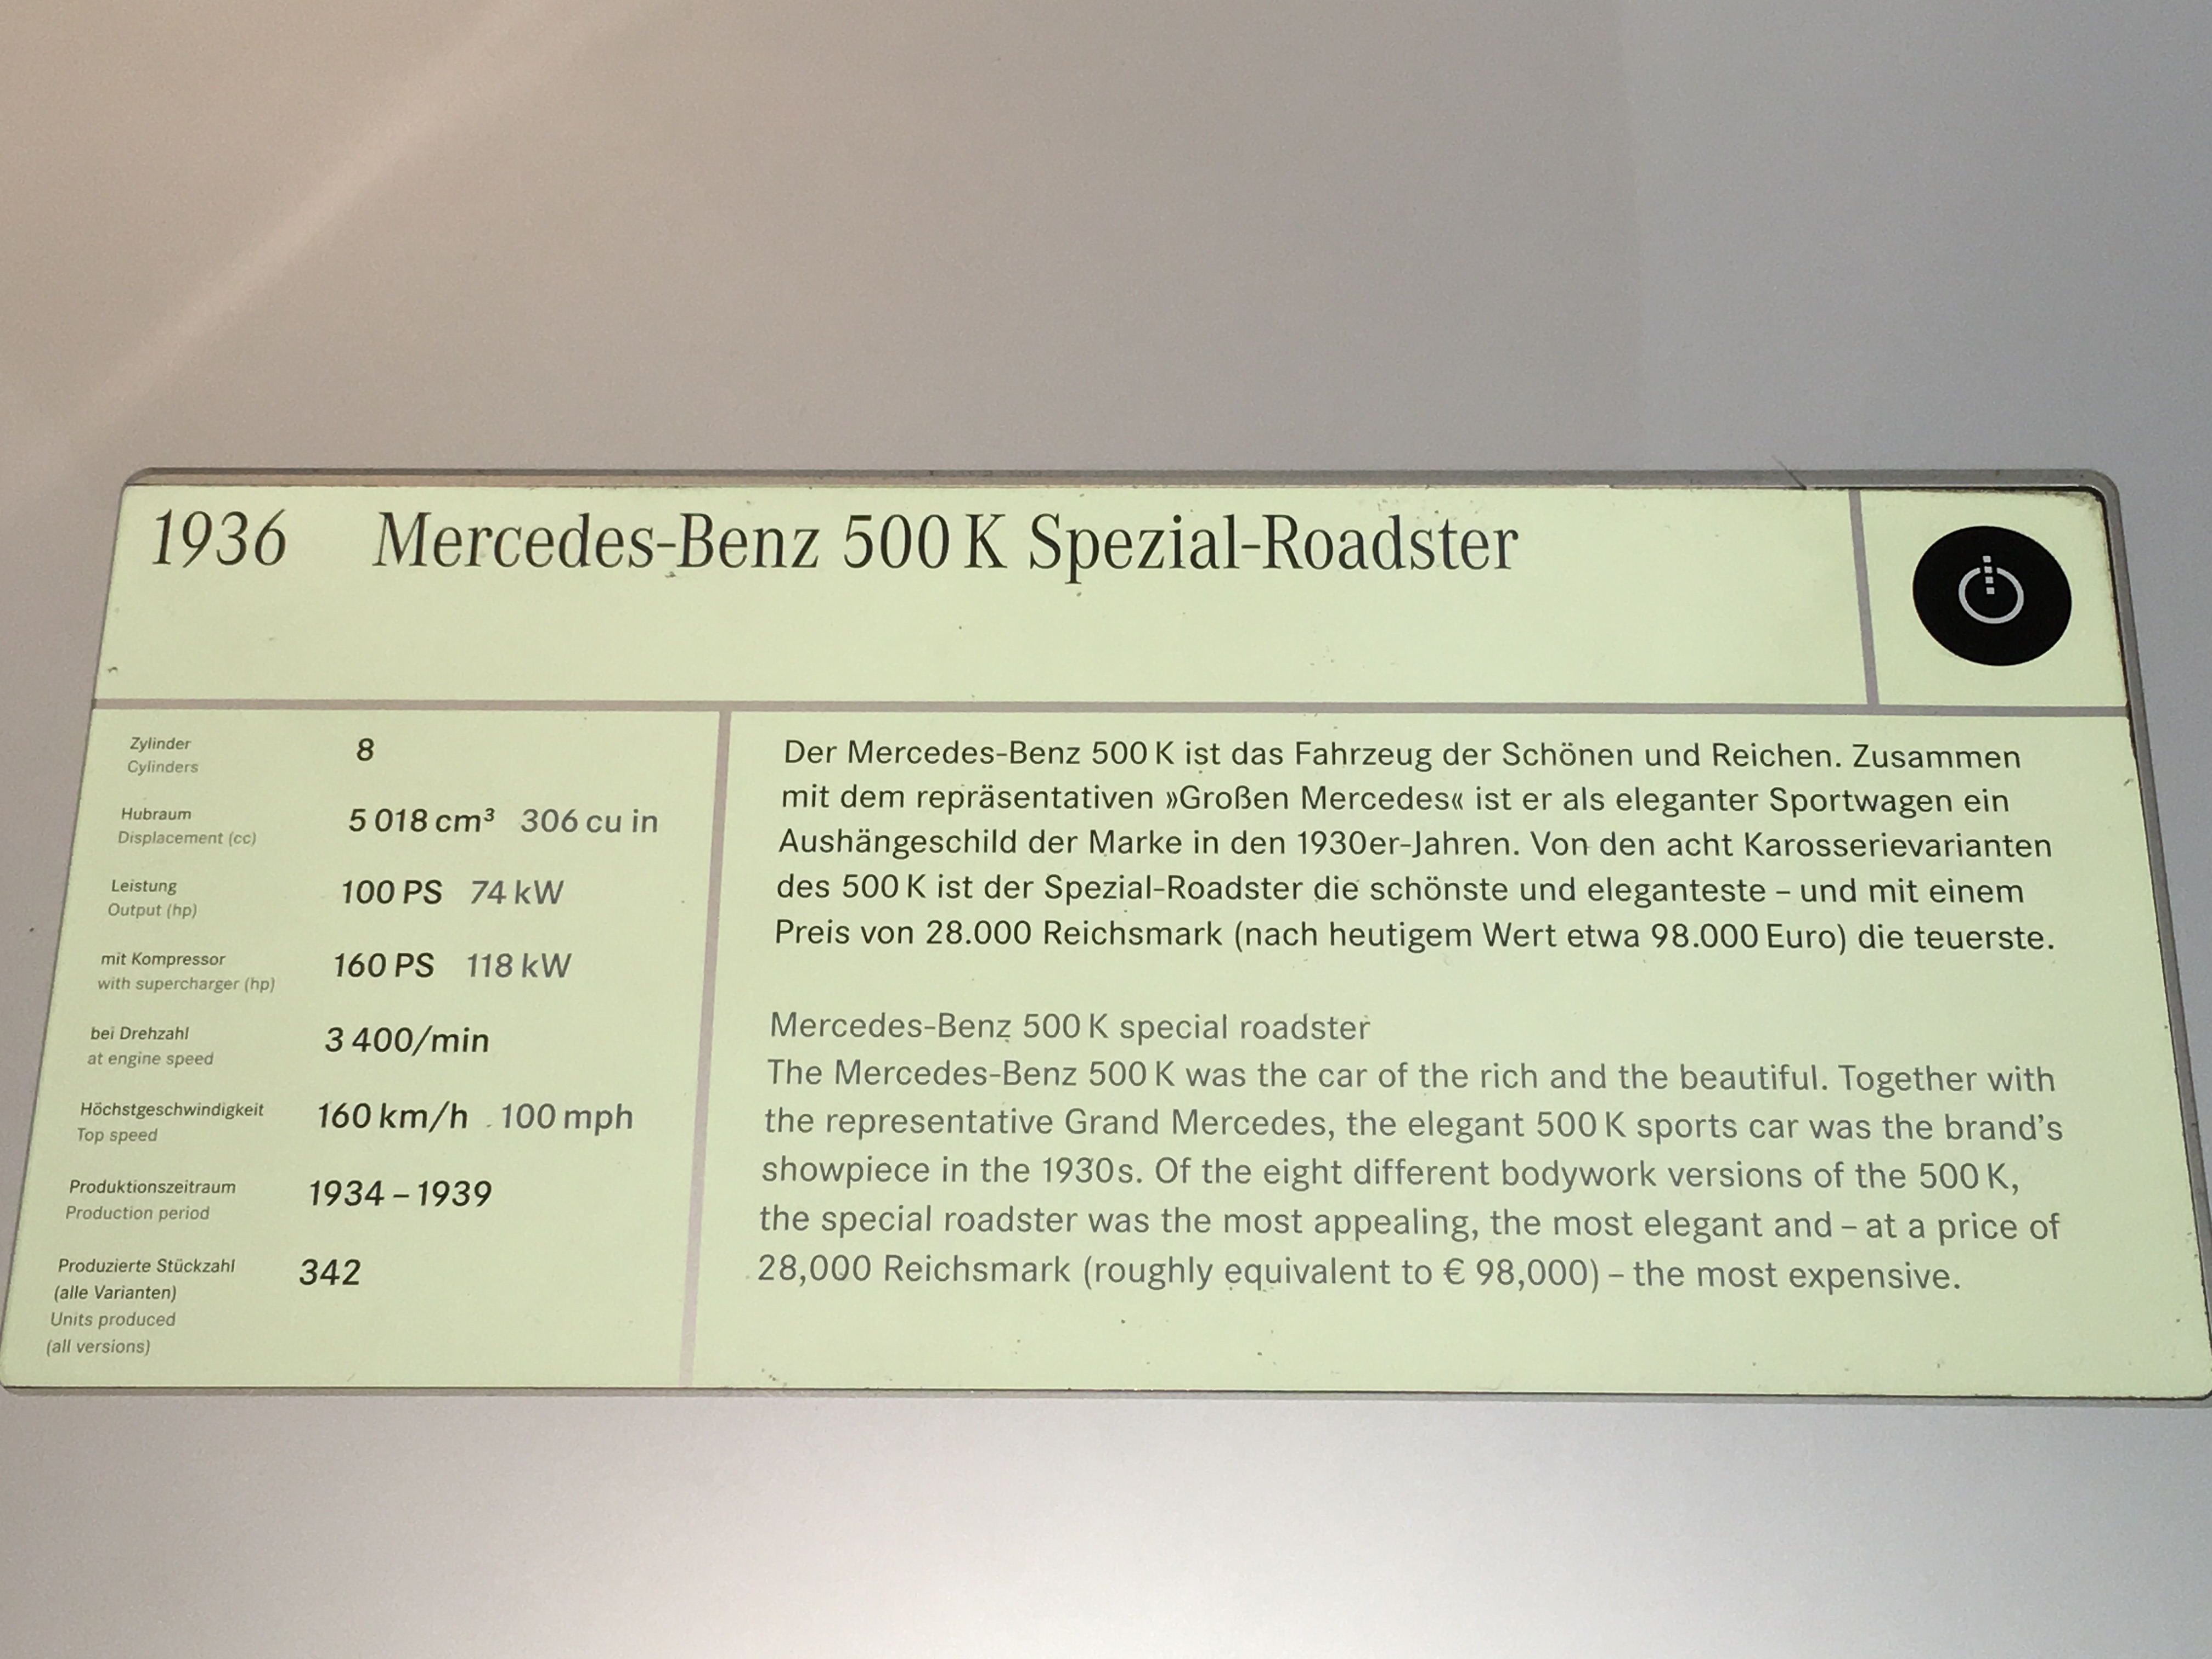 1936 Mercedes-Benz 500 K Spezial-Roadster
Zylinder
Cylinders
8
Hubraum
Displacement (cc)
5 018 cm³ 306 cu in
Leistung
Output (hp)
100 PS 74 kW
mit Kompressor
with supercharger (hp)
160 PS 118 kW
bei Drehzahl
at engine speed
3 400/min
Höchstgeschwindigkeit
Top speed
160 km/h 100 mph
Produktionszeitraum
Production period
1934 – 1939
Produzierte Stückzahl
(alle Varianten)
Units produced
(all versions)
342
Der Mercedes-Benz 500 K ist das Fahrzeug der Schönen und Reichen. Zusammen
mit dem repräsentativen »Großen Mercedes« ist er als eleganter Sportwagen ein
Aushängeschild der Marke in den 1930er-Jahren. Von den acht Karosserievarianten
des 500 K ist der Spezial-Roadster die schönste und eleganteste – und mit einem
Preis von 28.000 Reichsmark (nach heutigem Wert etwa 98.000 Euro) die teuerste.
Mercedes-Benz 500 K special roadster
The Mercedes-Benz 500 K was the car of the rich and the beautiful. Together with
the representative Grand Mercedes, the elegant 500 K sports car was the brand's
showpiece in the 1930s. Of the eight different bodywork versions of the 500 K,
the special roadster was the most appealing, the most elegant and – at a price of
28,000 Reichsmark (roughly equivalent to € 98,000) – the most expensive.